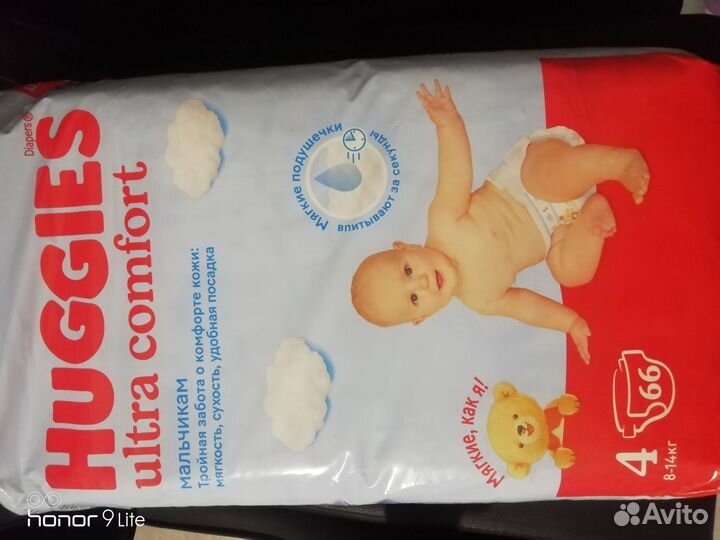 HUGGIES
Diapers®
ultra comfort
мальчикам
Тройная забота о комфорте кожи:
мягкость, сухость, удобная посадка
Мягкие подушечки
впитывают за секунды
Мягкие, как я!
4
66
8-14кг
HONOR 9 Lite
Avito